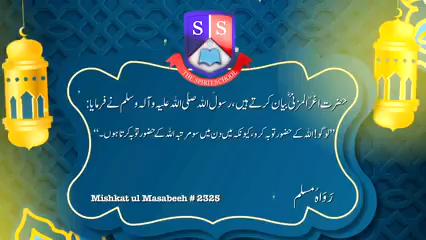 S S
THE SPIRIT SCHOOL
حضرت اغر المزنیؓ بیان کرتے ہیں، رسول اللہ صلی اللہ علیہ وآلہ وسلم نے فرمایا:
”لوگو! اللہ کے حضور توبہ کرو، کیونکہ میں دن میں سو مرتبہ اللہ کے حضور توبہ کرتا ہوں۔“
Mishkat ul Masabeeh # 2325
رَوَاہُ مُسلم